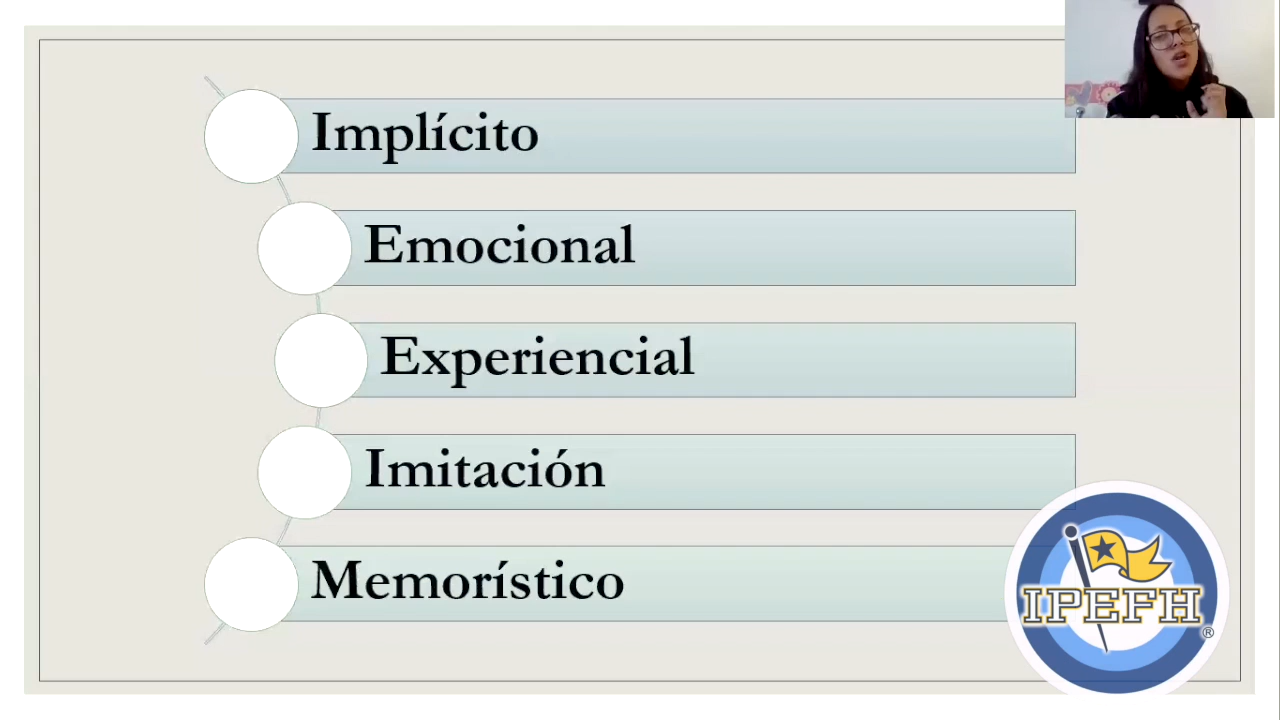 Implícito
Emocional
Experiencial
Imitación
Memorístico
IPEFH
®